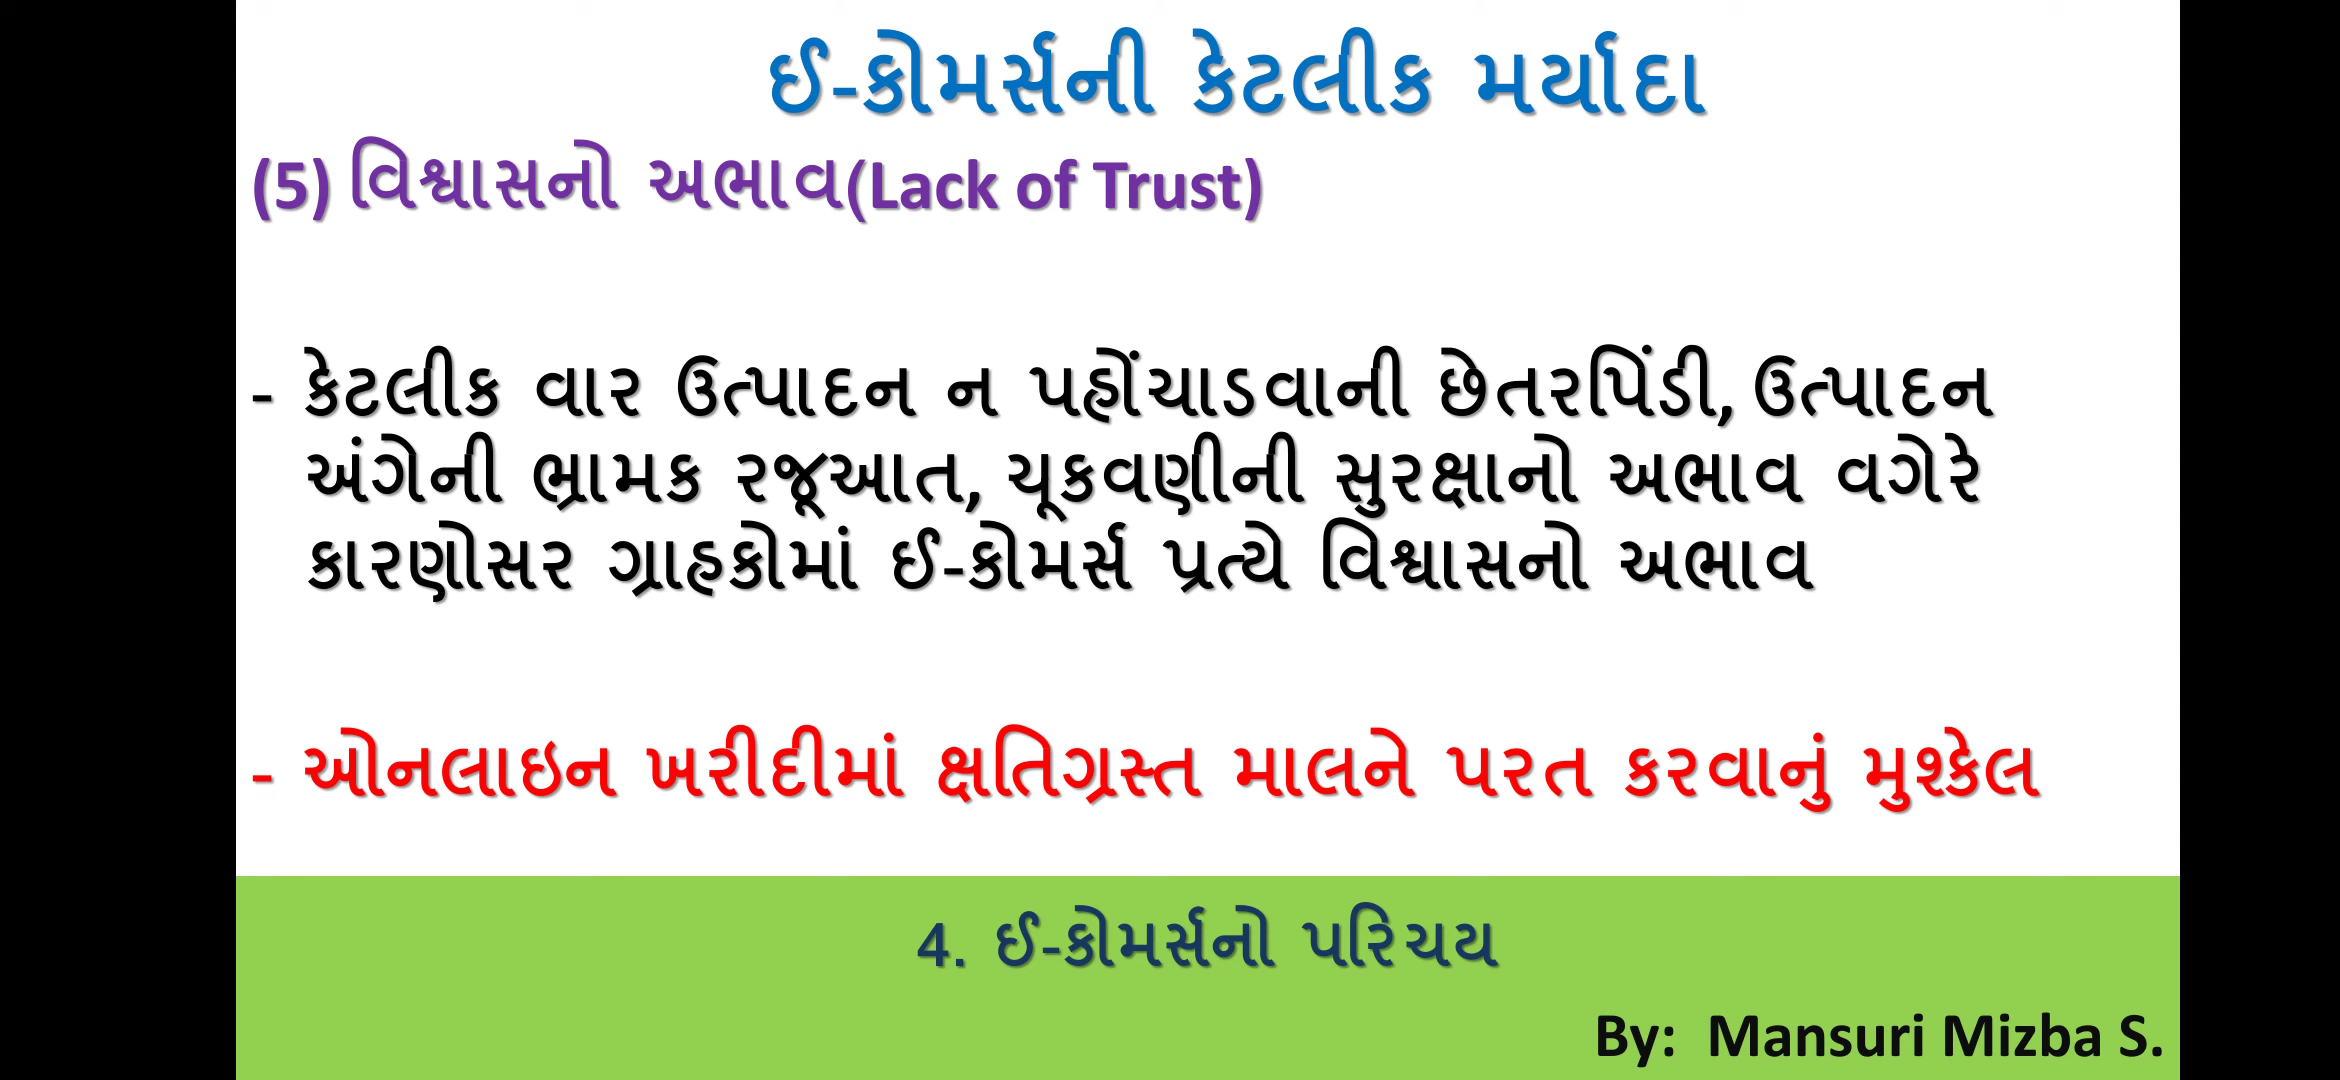 ઈ-કોમર્સની કેટલીક મર્યાદા
(5) વિશ્વાસનો અભાવ(Lack of Trust)
- કેટલીક વાર ઉત્પાદન ન પહોંચાડવાની છેતરપિંડી, ઉત્પાદન
અંગેની ભ્રામક રજૂઆત, ચૂકવણીની સુરક્ષાનો અભાવ વગેરે
કારણોસર ગ્રાહકોમાં ઈ-કોમર્સ પ્રત્યે વિશ્વાસનો અભાવ
- ઓનલાઇન ખરીદીમાં ક્ષતિગ્રસ્ત માલને પરત કરવાનું મુશ્કેલ
4. ઈ-કોમર્સનો પરિચય
By: Mansuri Mizba S.